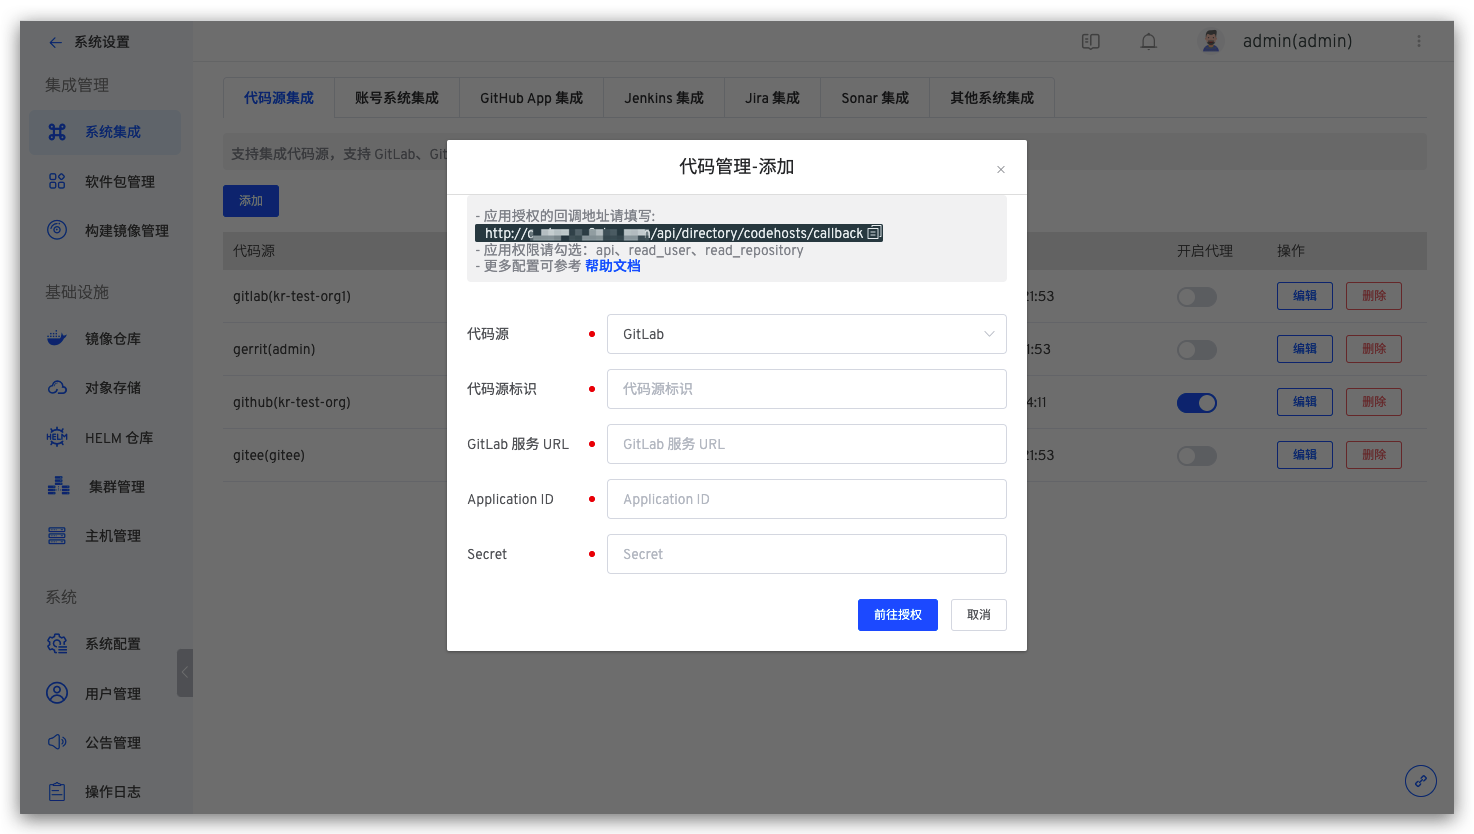 系统设置
admin(admin)
集成管理
系统集成
软件包管理
构建镜像管理
基础设施
镜像仓库
对象存储
HELM
HELM 仓库
集群管理
主机管理
系统
系统配置
用户管理
公告管理
操作日志
代码源集成 账号系统集成 GitHub App 集成 Jenkins 集成 Jira 集成 Sonar 集成 其他系统集成
支持集成代码源，支持 GitLab、Git
添加
代码源 开启代理 操作
gitlab(kr-test-org1) 1:53 编辑 删除
gerrit(admin) 1:53 编辑 删除
github(kr-test-org) 4:11 编辑 删除
gitee(gitee) 1:53 编辑 删除
代码管理-添加
- 应用授权的回调地址请填写:
http:// /api/directory/codehosts/callback
- 应用权限请勾选：api、read_user、read_repository
- 更多配置可参考 帮助文档
代码源 GitLab
代码源标识 代码源标识
GitLab 服务 URL GitLab 服务 URL
Application ID Application ID
Secret Secret
前往授权 取消